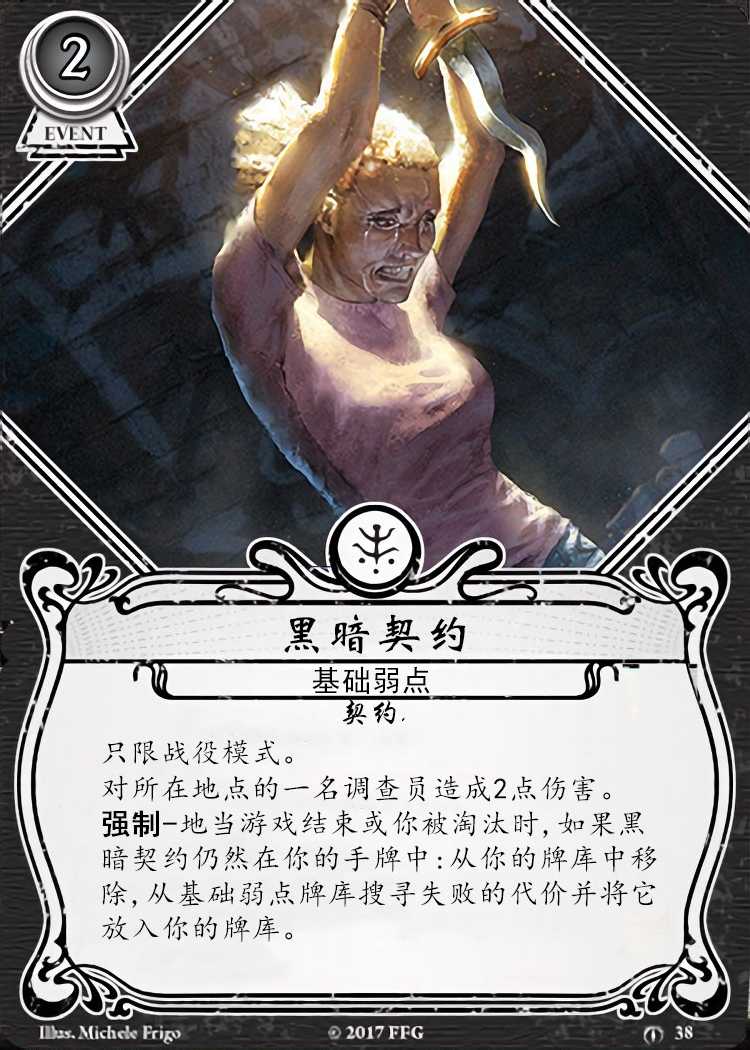 2
EVENT
黑暗契约
基础弱点
契约.
只限战役模式。
对所在地点的一名调查员造成2点伤害。
强制-地当游戏结束或你被淘汰时,如果黑
暗契约仍然在你的手牌中:从你的牌库中移
除,从基础弱点牌库搜寻失败的代价并将它
放入你的牌库。
Illus. Michele Frigo
© 2017 FFG
38